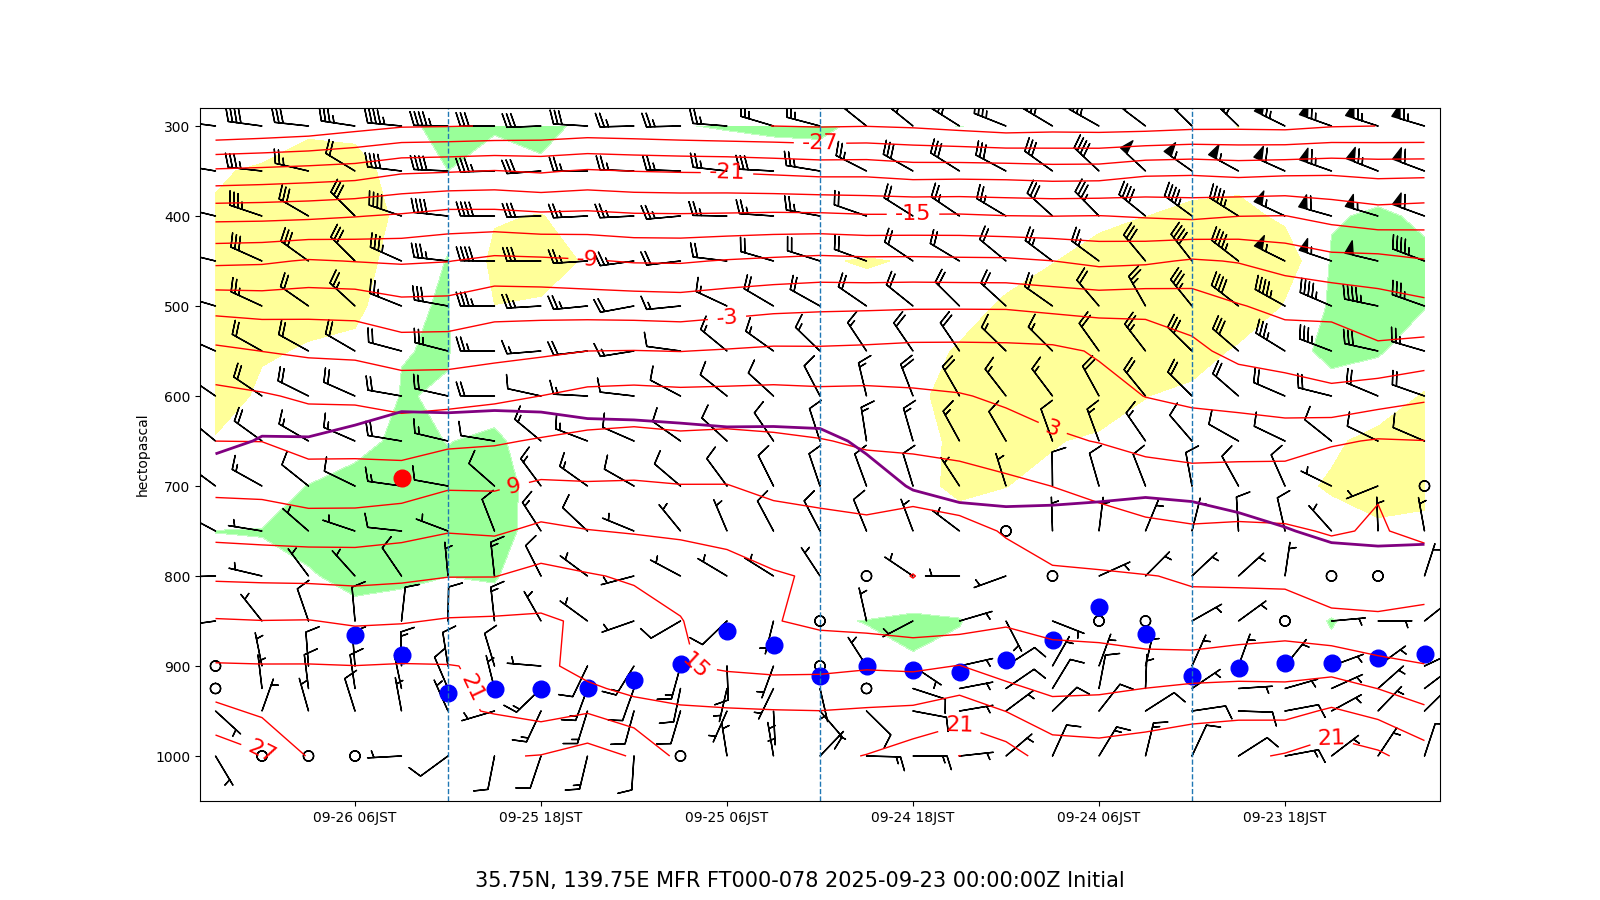 300
400
500
600
700
800
900
1000
hectopascal
-27
-21
-15
-9
-3
3
9
15
21
27
21
21
09-26 06JST
09-25 18JST
09-25 06JST
09-24 18JST
09-24 06JST
09-23 18JST
35.75N, 139.75E MFR FT000-078 2025-09-23 00:00:00Z Initial